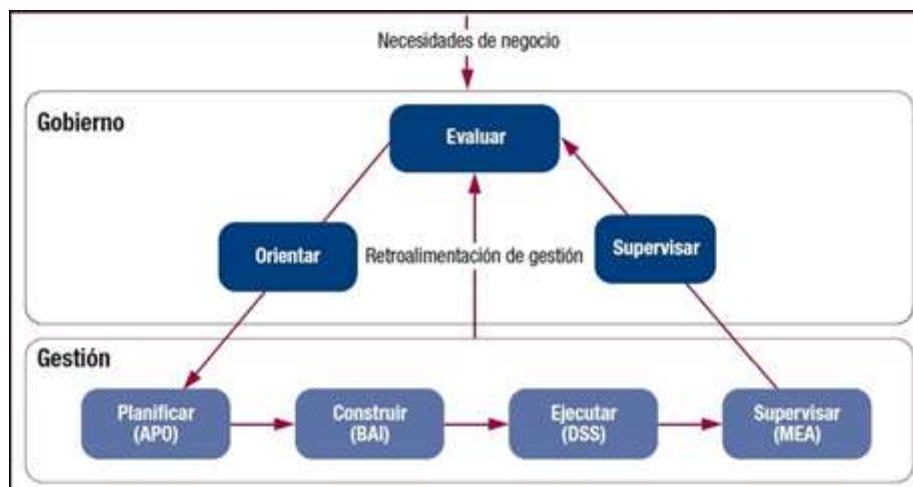 Necesidades de negocio
Gobierno
Evaluar
Orientar
Retroalimentación de gestión
Supervisar
Gestión
Planificar
(APO)
Construir
(BAI)
Ejecutar
(DSS)
Supervisar
(MEA)